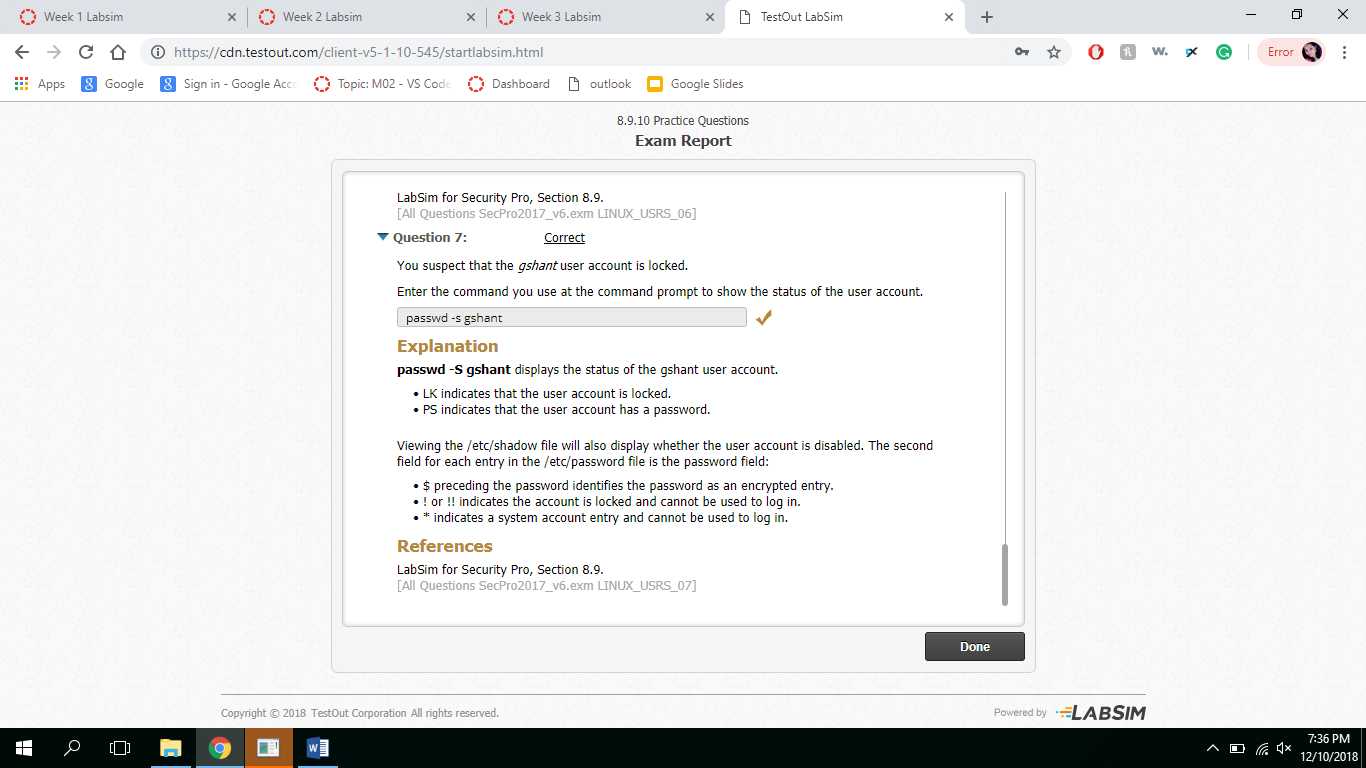 Week 1 Labsim
Week 2 Labsim
Week 3 Labsim
TestOut LabSim
https://cdn.testout.com/client-v5-1-10-545/startlabsim.html
Error
Apps
Google
Sign in - Google Acco
Topic: M02 - VS Code
Dashboard
outlook
Google Slides
8.9.10 Practice Questions
Exam Report
LabSim for Security Pro, Section 8.9.
[All Questions SecPro2017_v6.exm LINUX_USRS_06]
Question 7: Correct
You suspect that the gshant user account is locked.
Enter the command you use at the command prompt to show the status of the user account.
passwd -s gshant
Explanation
passwd -S gshant displays the status of the gshant user account.
• LK indicates that the user account is locked.
• PS indicates that the user account has a password.
Viewing the /etc/shadow file will also display whether the user account is disabled. The second
field for each entry in the /etc/password file is the password field:
• $ preceding the password identifies the password as an encrypted entry.
• ! or !! indicates the account is locked and cannot be used to log in.
• * indicates a system account entry and cannot be used to log in.
References
LabSim for Security Pro, Section 8.9.
[All Questions SecPro2017_v6.exm LINUX_USRS_07]
Done
Copyright © 2018 TestOut Corporation All rights reserved.
Powered by LABSIM
7:36 PM
12/10/2018